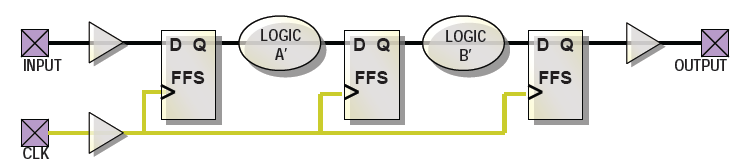 INPUT
D Q
FFS
LOGIC
A′
D Q
FFS
LOGIC
B′
D Q
FFS
OUTPUT
CLK